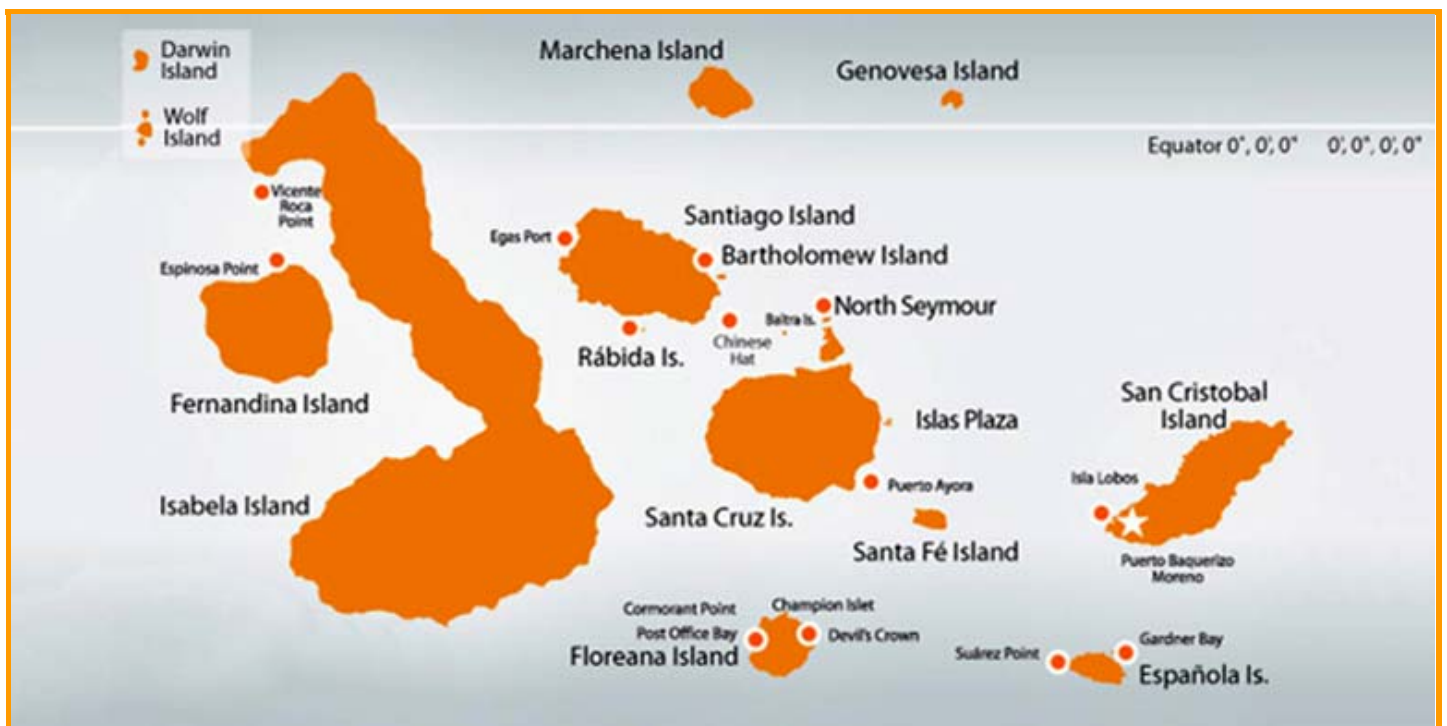 Darwin
Island
Wolf
Island
Marchena Island
Genovesa Island
Equator 0°, 0', 0" 0', 0", 0', 0"
Vicente
Roca
Point
Santiago Island
Egas Port
Bartholomew Island
Espinosa Point
North Seymour
Baltra Is.
Chinese
Hat
Rábida Is.
Fernandina Island
San Cristobal
Island
Islas Plaza
Isla Lobos
Puerto Ayora
Isabela Island
Santa Cruz Is.
Santa Fé Island
Puerto Baquerizo
Moreno
Cormorant Point
Champion Islet
Post Office Bay
Devil's Crown
Floreana Island
Suárez Point
Gardner Bay
Española Is.